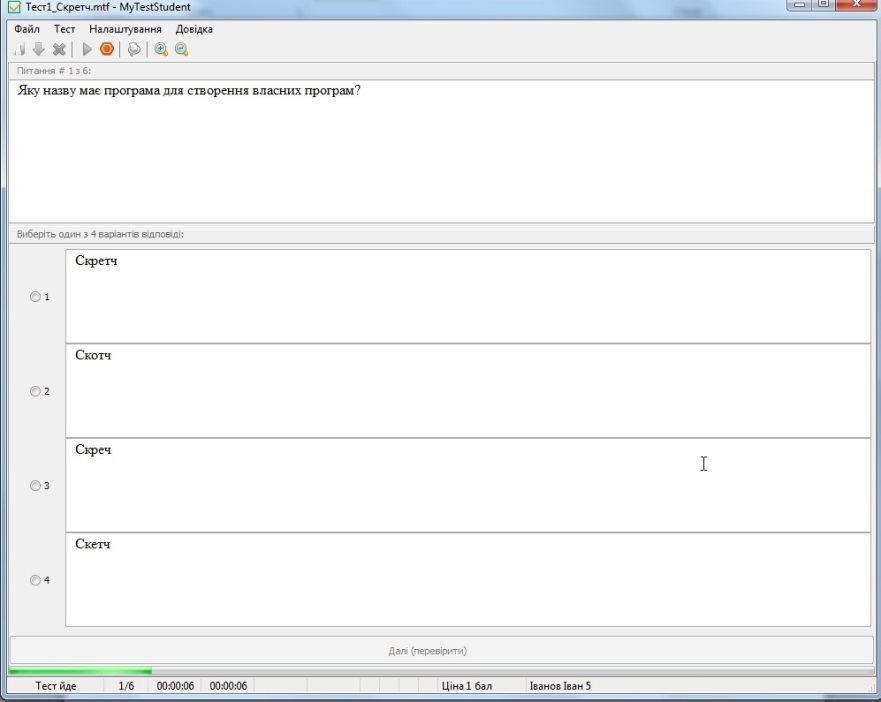 Тест1_Скретч.mtf - MyTestStudent
Файл Тест Налаштування Довідка
Питання # 1 з 6:
Яку назву має програма для створення власних програм?
Виберіть один з 4 варіантів відповіді:
1 Скретч
2 Скотч
3 Скреч
4 Скетч
Далі (перевірити)
Тест йде 1/6 00:00:06 00:00:06 Ціна 1 бал Іванов Іван 5